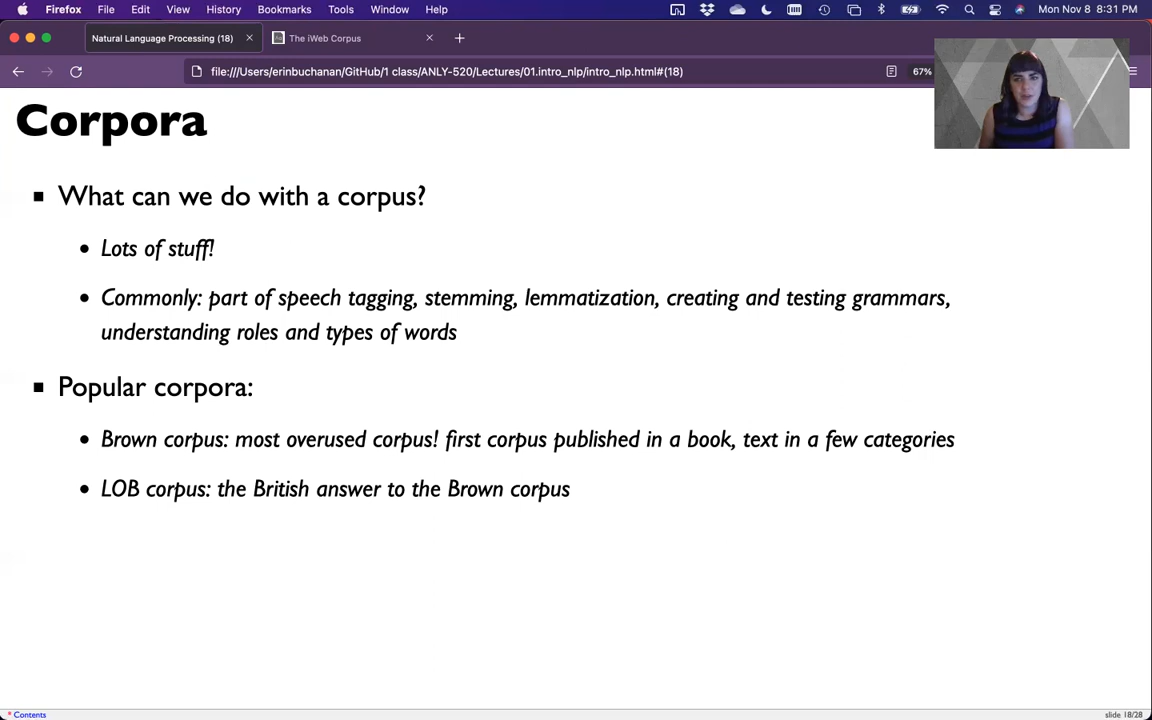 Firefox File Edit View History Bookmarks Tools Window Help Mon Nov 8 8:31 PM
Natural Language Processing (18) The iWeb Corpus
file:///Users/erinbuchanan/GitHub/1 class/ANLY-520/Lectures/01.intro_nlp/intro_nlp.html#(18) 67%
Corpora
What can we do with a corpus?
Lots of stuff!
Commonly: part of speech tagging, stemming, lemmatization, creating and testing grammars,
understanding roles and types of words
Popular corpora:
Brown corpus: most overused corpus! first corpus published in a book, text in a few categories
LOB corpus: the British answer to the Brown corpus
* Contents slide 18/28